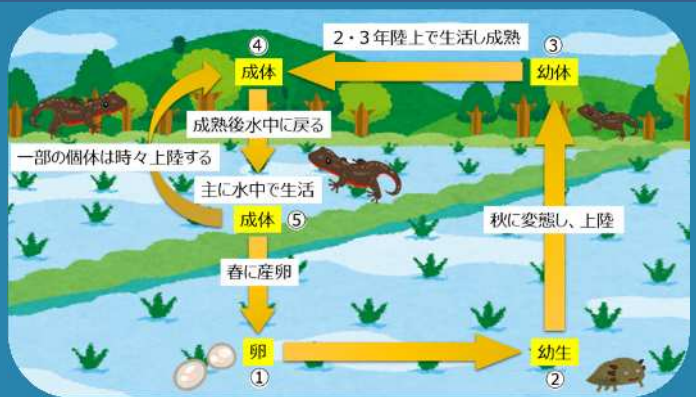 ④
成体
2・3年陸上で生活し成熟
③
幼体
成熟後水中に戻る
一部の個体は時々上陸する
主に水中で生活
成体 ⑤
秋に変態し、上陸
春に産卵
卵
①
幼生
②